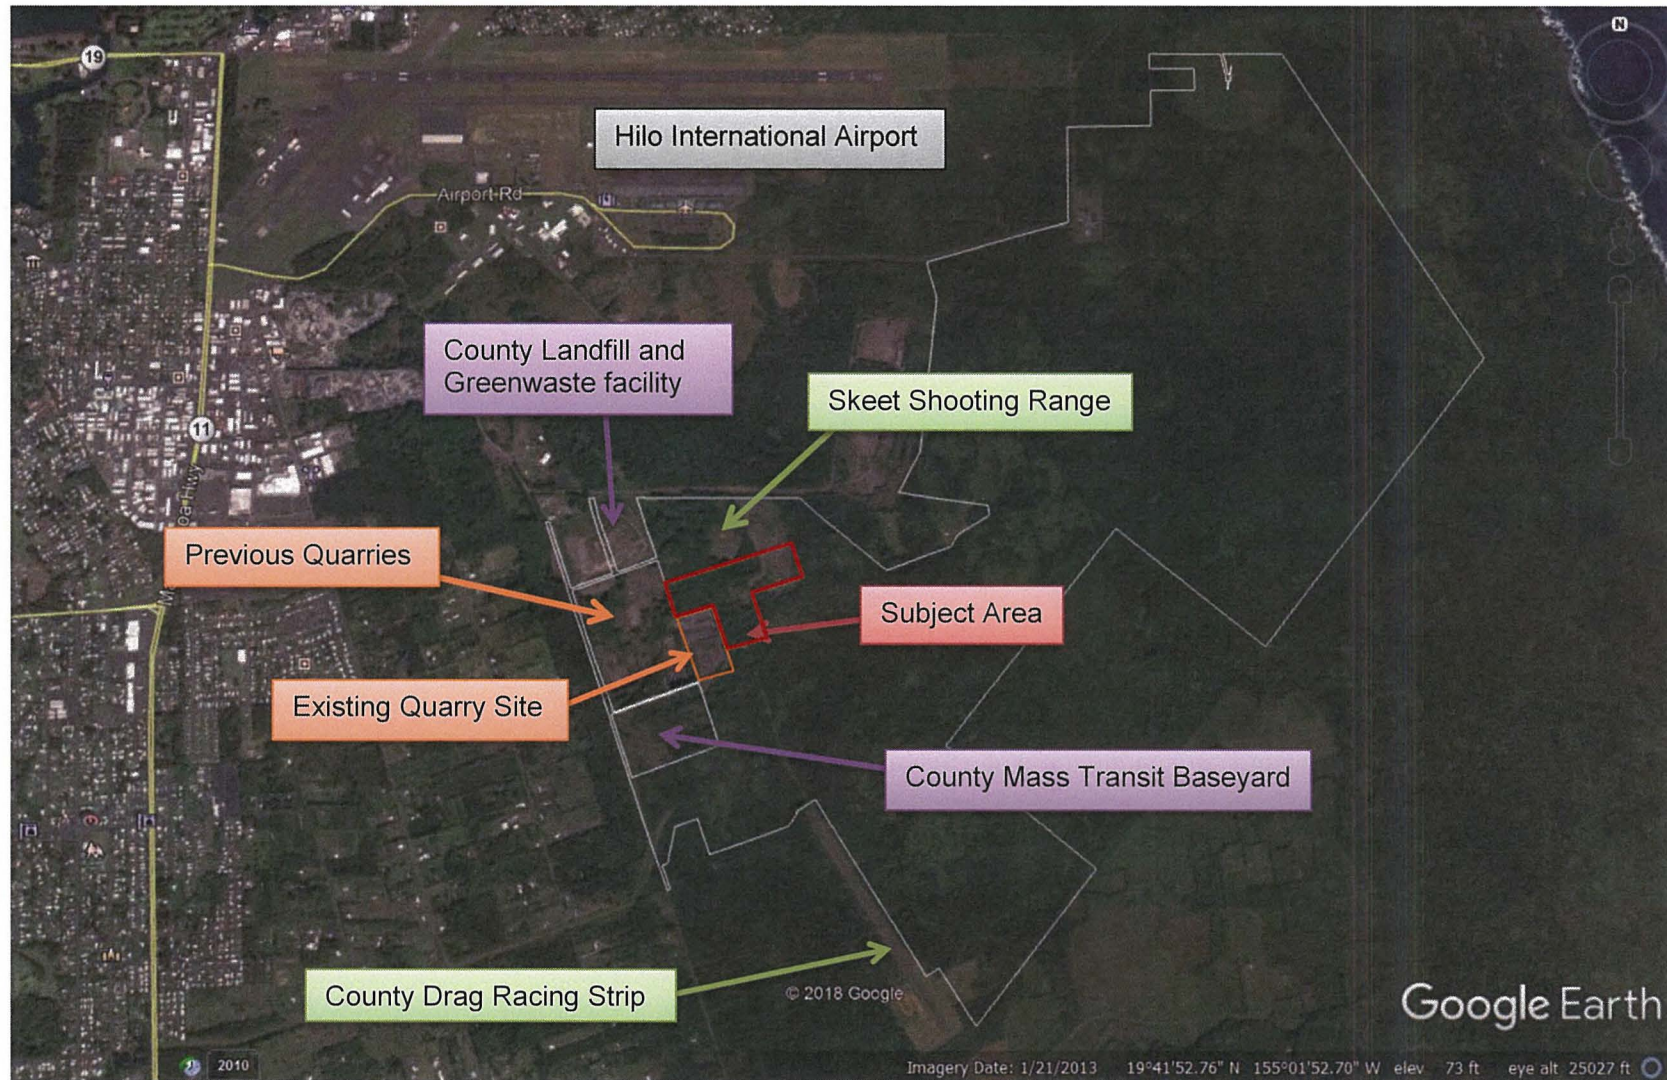 N
19
Hilo International Airport
Airport Rd
County Landfill and
Greenwaste facility
Skeet Shooting Range
11
oa Hwy
Previous Quarries
Subject Area
Existing Quarry Site
County Mass Transit Baseyard
County Drag Racing Strip
© 2018 Google
Google Earth
2010
Imagery Date: 1/21/2013 19°41'52.76" N 155°01'52.70" W elev 73 ft eye alt 25027 ft